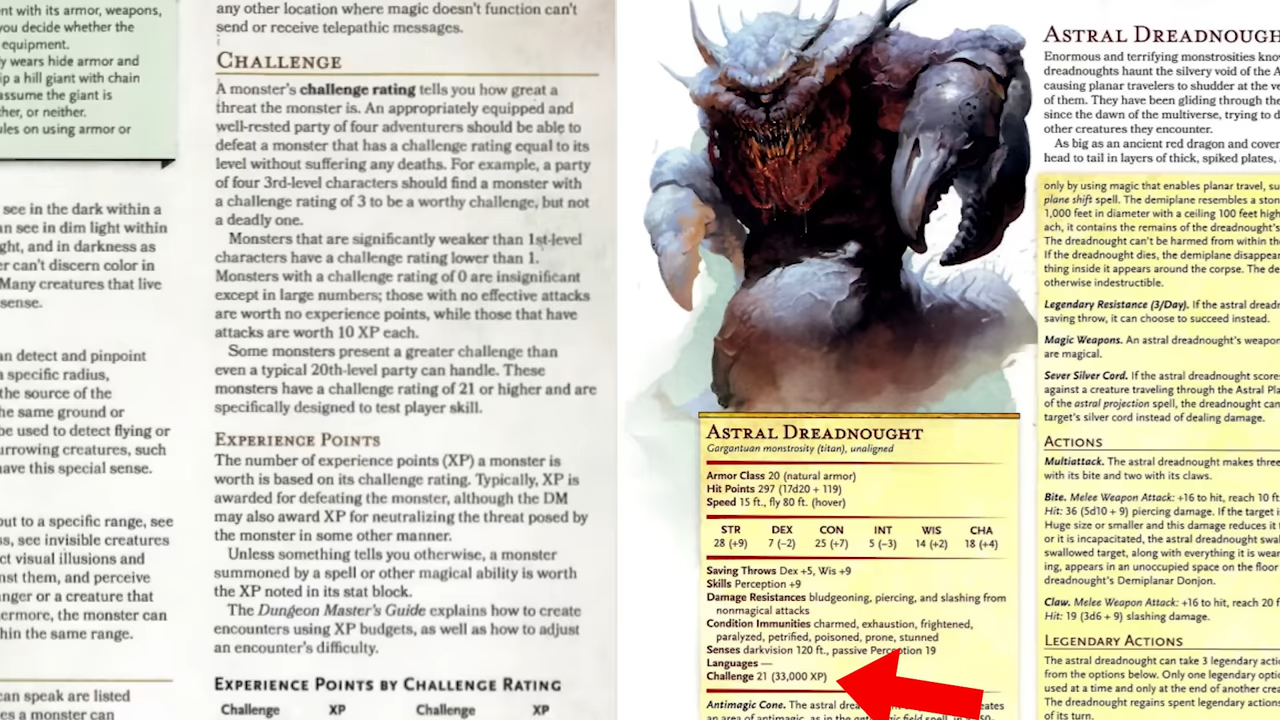 nt with its armor, weapons,
you decide whether the
equipment.
y wears hide armor and
ip a hill giant with chain
assume the giant is
her, or neither.
ules on using armor or
see in the dark within a
an see in dim light within
ght, and in darkness as
er can't discern color in
Many creatures that live
sense.
an detect and pinpoint
a specific radius,
the source of the
he same ground or
be used to detect flying or
urrowing creatures, such
have this special sense.
out to a specific range, see
s, see invisible creatures
ct visual illusions and
nst them, and perceive
anger or a creature that
hermore, the monster can
hin the same range.
can speak are listed
es a monster can
any other location where magic doesn't function can't
send or receive telepathic messages.
CHALLENGE
A monster's challenge rating tells you how great a
threat the monster is. An appropriately equipped and
well-rested party of four adventurers should be able to
defeat a monster that has a challenge rating equal to its
level without suffering any deaths. For example, a party
of four 3rd-level characters should find a monster with
a challenge rating of 3 to be a worthy challenge, but not
a deadly one.
Monsters that are significantly weaker than 1st-level
characters have a challenge rating lower than 1.
Monsters with a challenge rating of 0 are insignificant
except in large numbers; those with no effective attacks
are worth no experience points, while those that have
attacks are worth 10 XP each.
Some monsters present a greater challenge than
even a typical 20th-level party can handle. These
monsters have a challenge rating of 21 or higher and are
specifically designed to test player skill.
EXPERIENCE POINTS
The number of experience points (XP) a monster is
worth is based on its challenge rating. Typically, XP is
awarded for defeating the monster, although the DM
may also award XP for neutralizing the threat posed by
the monster in some other manner.
Unless something tells you otherwise, a monster
summoned by a spell or other magical ability is worth
the XP noted in its stat block.
The Dungeon Master's Guide explains how to create
encounters using XP budgets, as well as how to adjust
an encounter's difficulty.
EXPERIENCE POINTS BY CHALLENGE RATING
Challenge XP Challenge XP
ASTRAL DREADNOUGHT
Gargantuan monstrosity (titan), unaligned
Armor Class 20 (natural armor)
Hit Points 297 (17d20 + 119)
Speed 15 ft., fly 80 ft. (hover)
STR DEX CON INT WIS CHA
28 (+9) 7 (−2) 25 (+7) 5 (−3) 14 (+2) 18 (+4)
Saving Throws Dex +5, Wis +9
Skills Perception +9
Damage Resistances bludgeoning, piercing, and slashing from
nonmagical attacks
Condition Immunities charmed, exhaustion, frightened,
paralyzed, petrified, poisoned, prone, stunned
Senses darkvision 120 ft., passive Perception 19
Languages —
Challenge 21 (33,000 XP)
Antimagic Cone. The astral drea eates
an area of antimagic, as in the
ASTRAL DREADNOUGH
Enormous and terrifying monstrosities kno
dreadnoughts haunt the silvery void of the A
causing planar travelers to shudder at the ve
of them. They have been gliding through the
since the dawn of the multiverse, trying to d
other creatures they encounter.
As big as an ancient red dragon and cover
head to tail in layers of thick, spiked plates,
only by using magic that enables planar travel, su
plane shift spell. The demiplane resembles a ston
1,000 feet in diameter with a ceiling 100 feet high
ach, it contains the remains of the dreadnought's
The dreadnought can't be harmed from within the
If the dreadnought dies, the demiplane disappear
thing inside it appears around the corpse. The de
otherwise indestructible.
Legendary Resistance (3/Day). If the astral dreadn
saving throw, it can choose to succeed instead.
Magic Weapons. An astral dreadnought's weapon
are magical.
Sever Silver Cord. If the astral dreadnought score
against a creature traveling through the Astral Pla
of the astral projection spell, the dreadnought can
target's silver cord instead of dealing damage.
ACTIONS
Multiattack. The astral dreadnought makes three
with its bite and two with its claws.
Bite. Melee Weapon Attack: +16 to hit, reach 10 f
Hit: 36 (5d10 + 9) piercing damage. If the target i
Huge size or smaller and this damage reduces it t
or it is incapacitated, the astral dreadnought swal
swallowed target, along with everything it is wear
ing, appears in an unoccupied space on the floor
dreadnought's Demiplanar Donjon.
Claw. Melee Weapon Attack: +16 to hit, reach 20 f
Hit: 19 (3d6 + 9) slashing damage.
LEGENDARY ACTIONS
The astral dreadnought can take 3 legendary actio
from the options below. Only one legendary optio
used at a time and only at the end of another crea
The dreadnought regains spent legendary actions
of its turn.